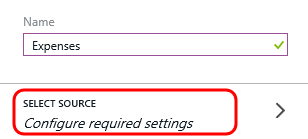 Name
Expenses
SELECT SOURCE
Configure required settings